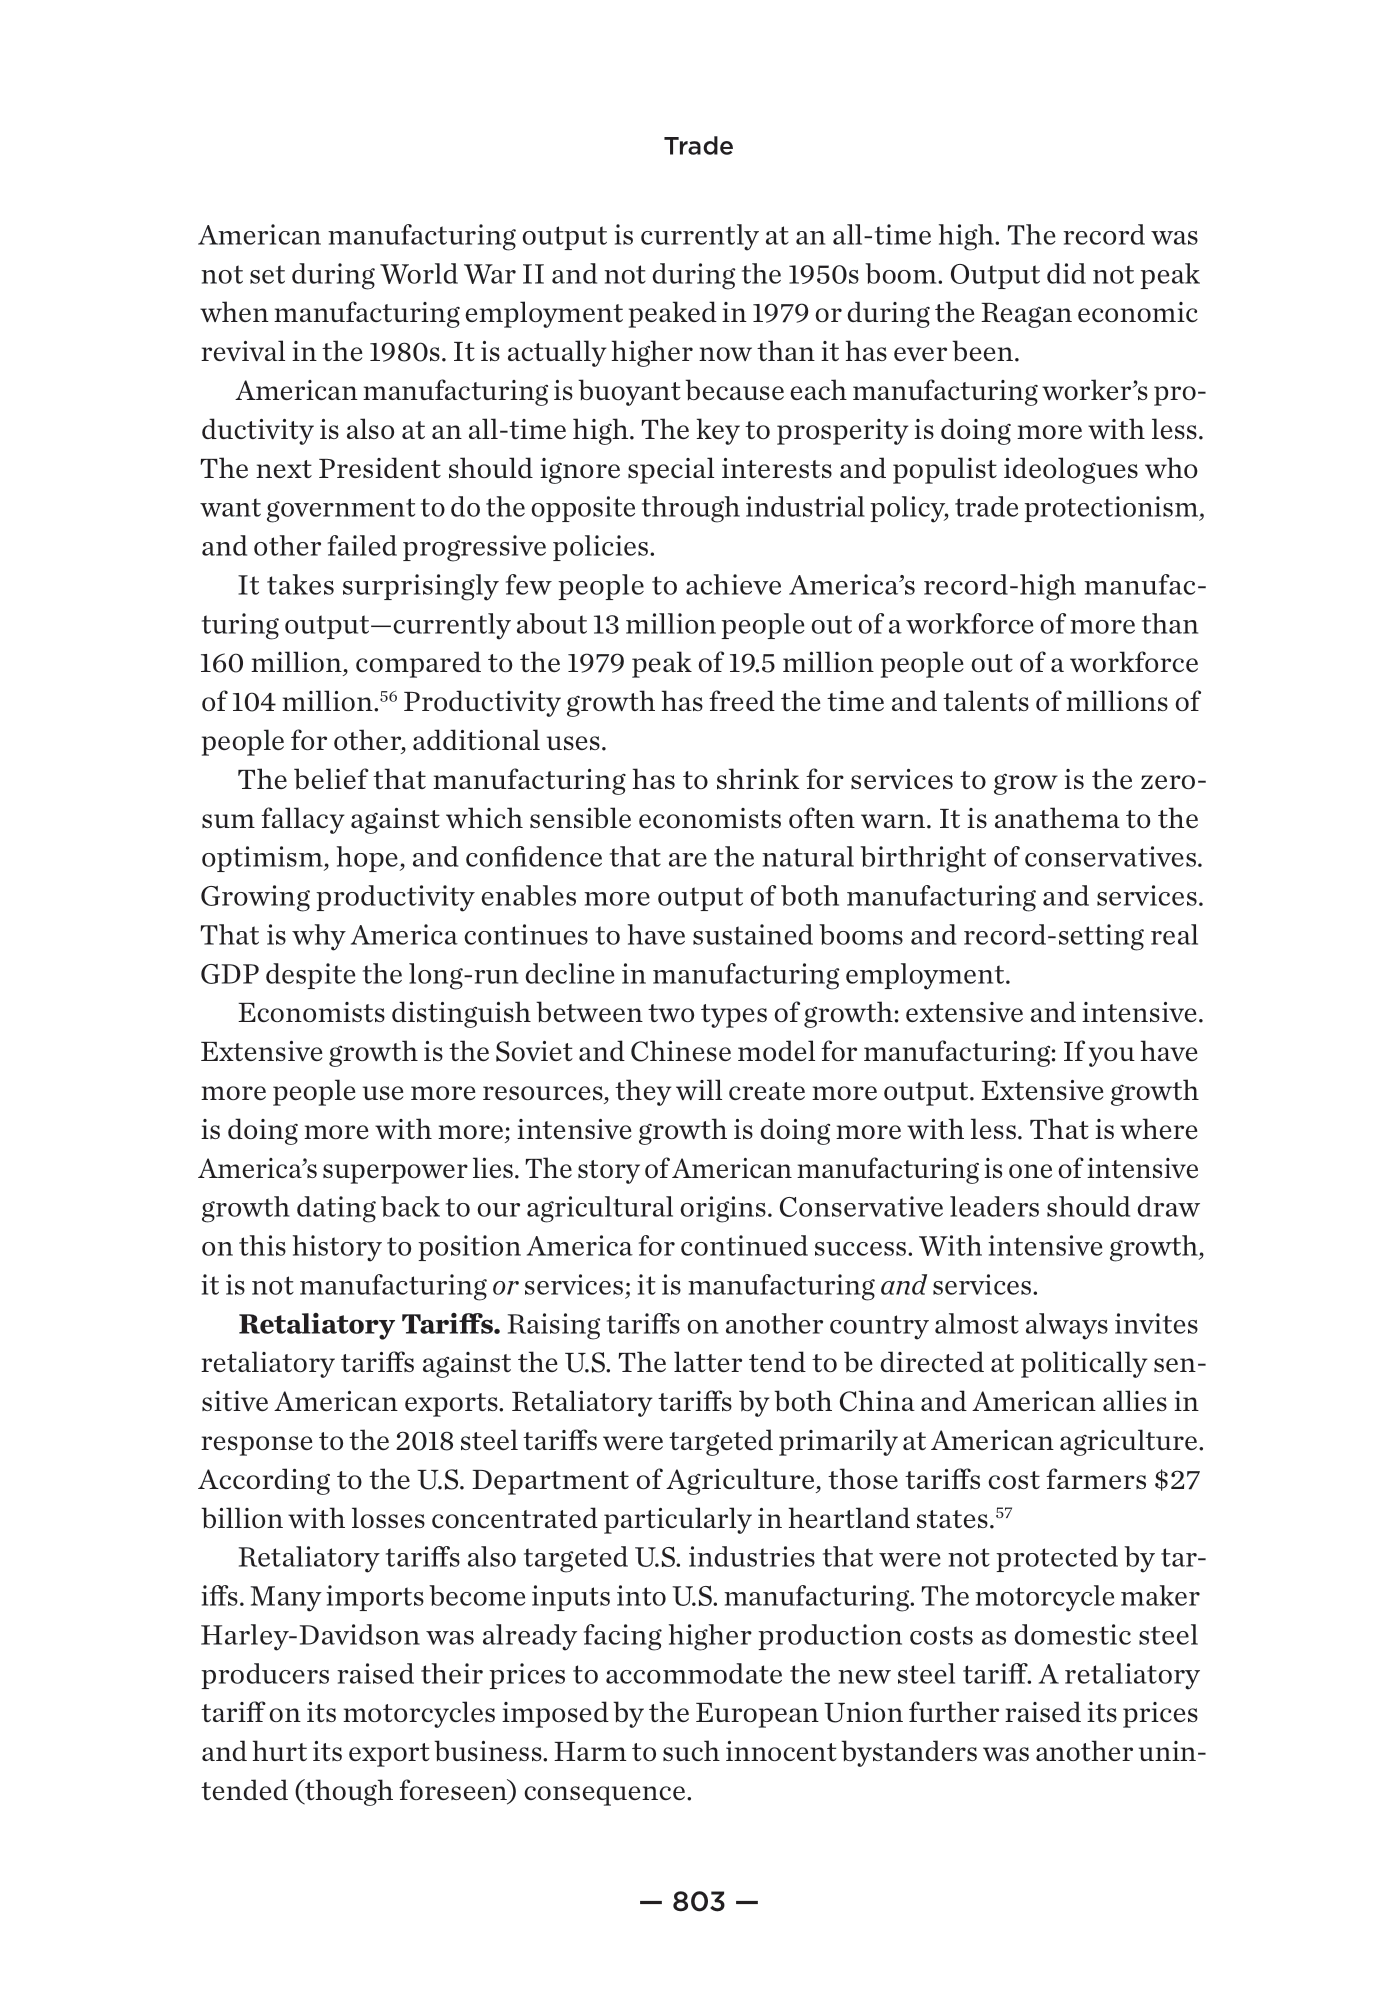 Trade
American manufacturing output is currently at an all-time high. The record was
not set during World War II and not during the 1950s boom. Output did not peak
when manufacturing employment peaked in 1979 or during the Reagan economic
revival in the 1980s. It is actually higher now than it has ever been.
American manufacturing is buoyant because each manufacturing worker’s pro-
ductivity is also at an all-time high. The key to prosperity is doing more with less.
The next President should ignore special interests and populist ideologues who
want government to do the opposite through industrial policy, trade protectionism,
and other failed progressive policies.
It takes surprisingly few people to achieve America’s record-high manufac-
turing output—currently about 13 million people out of a workforce of more than
160 million, compared to the 1979 peak of 19.5 million people out of a workforce
of 104 million.56 Productivity growth has freed the time and talents of millions of
people for other, additional uses.
The belief that manufacturing has to shrink for services to grow is the zero-
sum fallacy against which sensible economists often warn. It is anathema to the
optimism, hope, and confidence that are the natural birthright of conservatives.
Growing productivity enables more output of both manufacturing and services.
That is why America continues to have sustained booms and record-setting real
GDP despite the long-run decline in manufacturing employment.
Economists distinguish between two types of growth: extensive and intensive.
Extensive growth is the Soviet and Chinese model for manufacturing: If you have
more people use more resources, they will create more output. Extensive growth
is doing more with more; intensive growth is doing more with less. That is where
America’s superpower lies. The story of American manufacturing is one of intensive
growth dating back to our agricultural origins. Conservative leaders should draw
on this history to position America for continued success. With intensive growth,
it is not manufacturing or services; it is manufacturing and services.
Retaliatory Tariffs. Raising tariffs on another country almost always invites
retaliatory tariffs against the U.S. The latter tend to be directed at politically sen-
sitive American exports. Retaliatory tariffs by both China and American allies in
response to the 2018 steel tariffs were targeted primarily at American agriculture.
According to the U.S. Department of Agriculture, those tariffs cost farmers $27
billion with losses concentrated particularly in heartland states.57
Retaliatory tariffs also targeted U.S. industries that were not protected by tar-
iffs. Many imports become inputs into U.S. manufacturing. The motorcycle maker
Harley-Davidson was already facing higher production costs as domestic steel
producers raised their prices to accommodate the new steel tariff. A retaliatory
tariff on its motorcycles imposed by the European Union further raised its prices
and hurt its export business. Harm to such innocent bystanders was another unin-
tended (though foreseen) consequence.
— 803 —